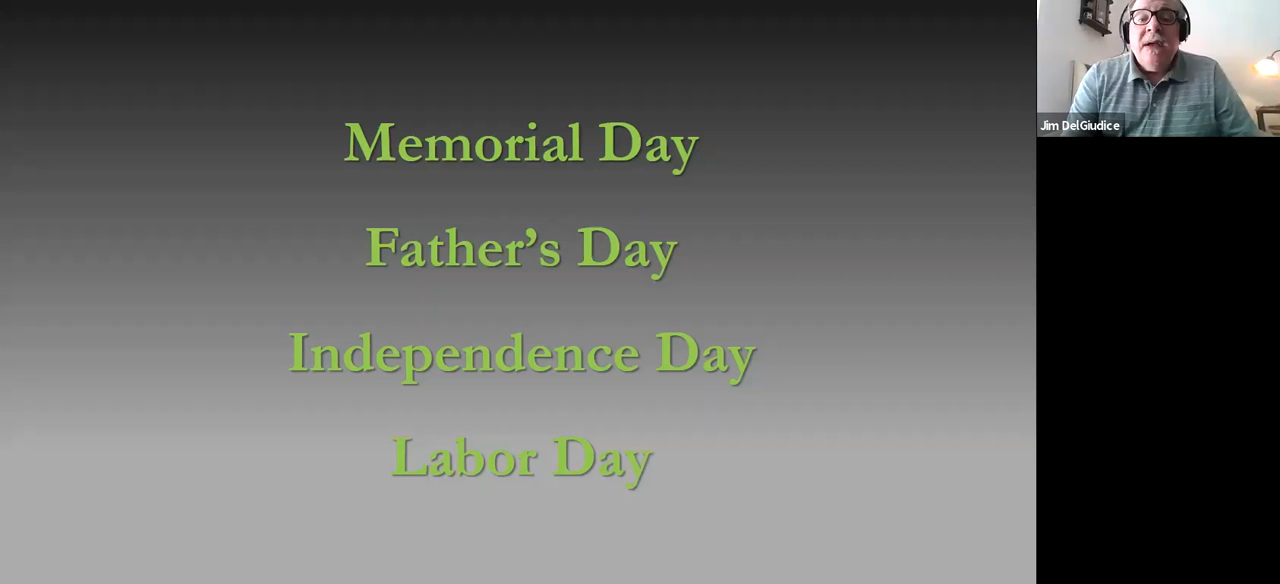 Memorial Day
Father’s Day
Independence Day
Labor Day
Jim DelGiudice